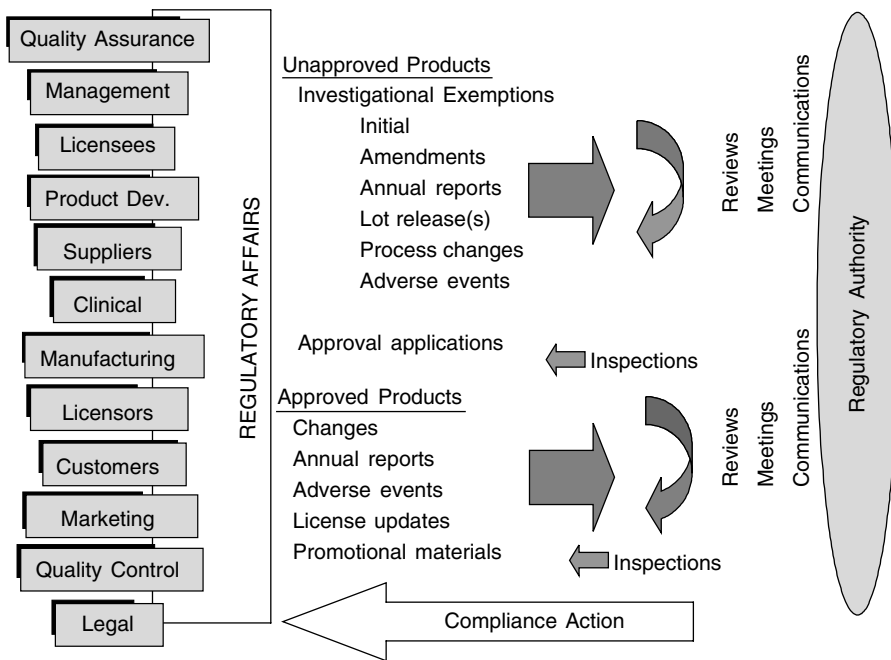 Quality Assurance
Management
Licensees
Product Dev.
Suppliers
Clinical
Manufacturing
Licensors
Customers
Marketing
Quality Control
Legal
REGULATORY AFFAIRS
Unapproved Products
Investigational Exemptions
Initial
Amendments
Annual reports
Lot release(s)
Process changes
Adverse events
Approval applications
Inspections
Approved Products
Changes
Annual reports
Adverse events
License updates
Promotional materials
Inspections
Compliance Action
Reviews
Meetings
Communications
Reviews
Meetings
Communications
Regulatory Authority